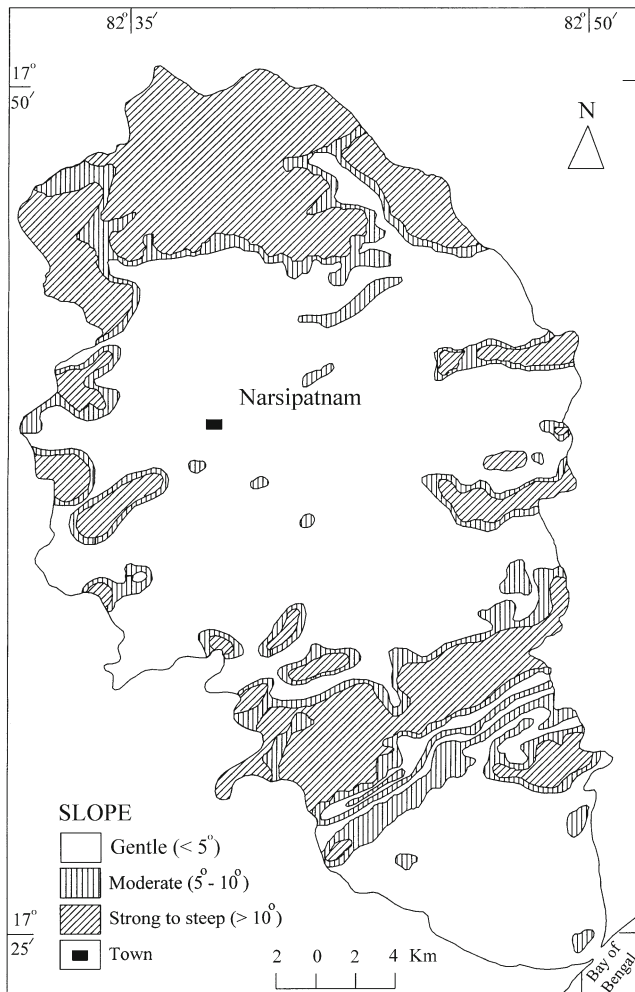 82° 35′
82° 50′
17°
50′
N
Narsipatnam
SLOPE
Gentle (< 5°)
Moderate (5° - 10°)
Strong to steep (> 10°)
Town
17°
25′
2 0 2 4 Km
Bay of
Bengal